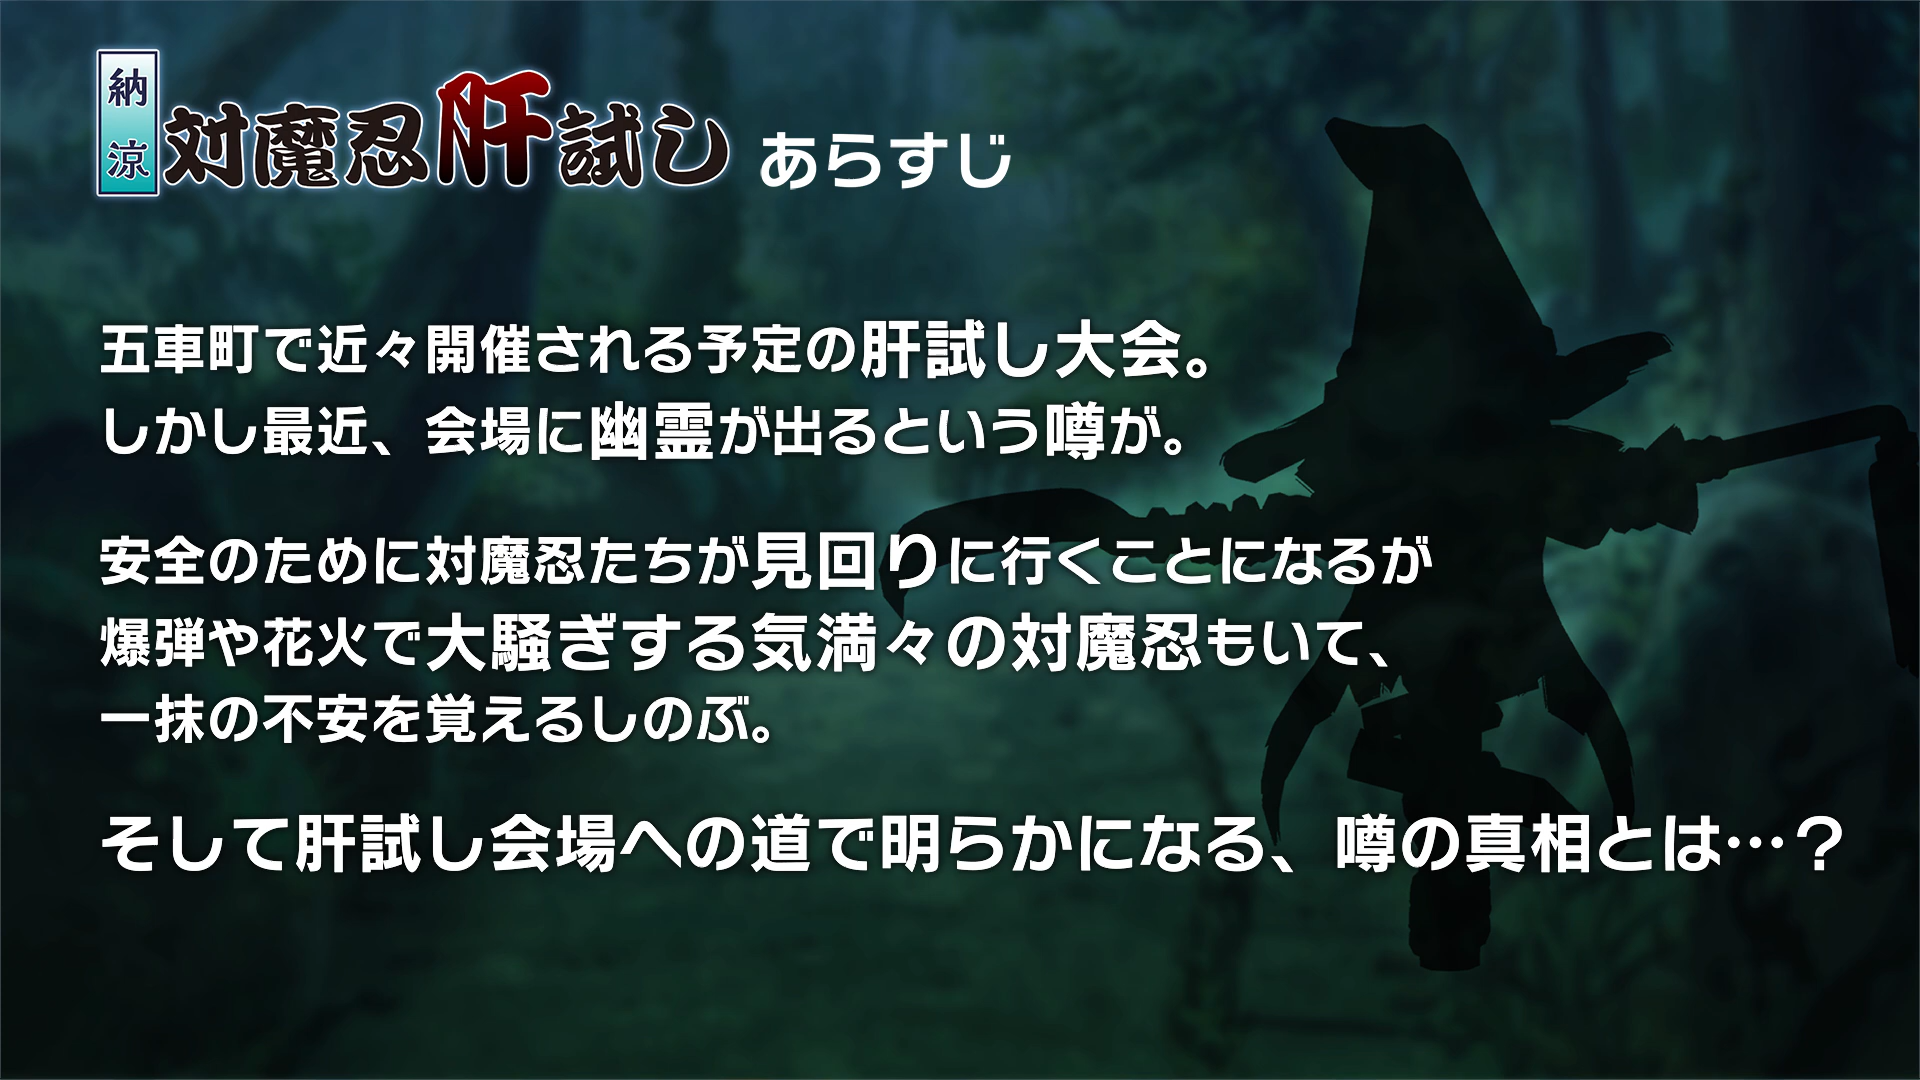 納涼
対魔忍肝試し あらすじ
五車町で近々開催される予定の肝試し大会。
しかし最近、会場に幽霊が出るという噂が。
安全のために対魔忍たちが見回りに行くことになるが
爆弾や花火で大騒ぎする気満々の対魔忍もいて、
一抹の不安を覚えるしのぶ。
そして肝試し会場への道で明らかになる、噂の真相とは…？